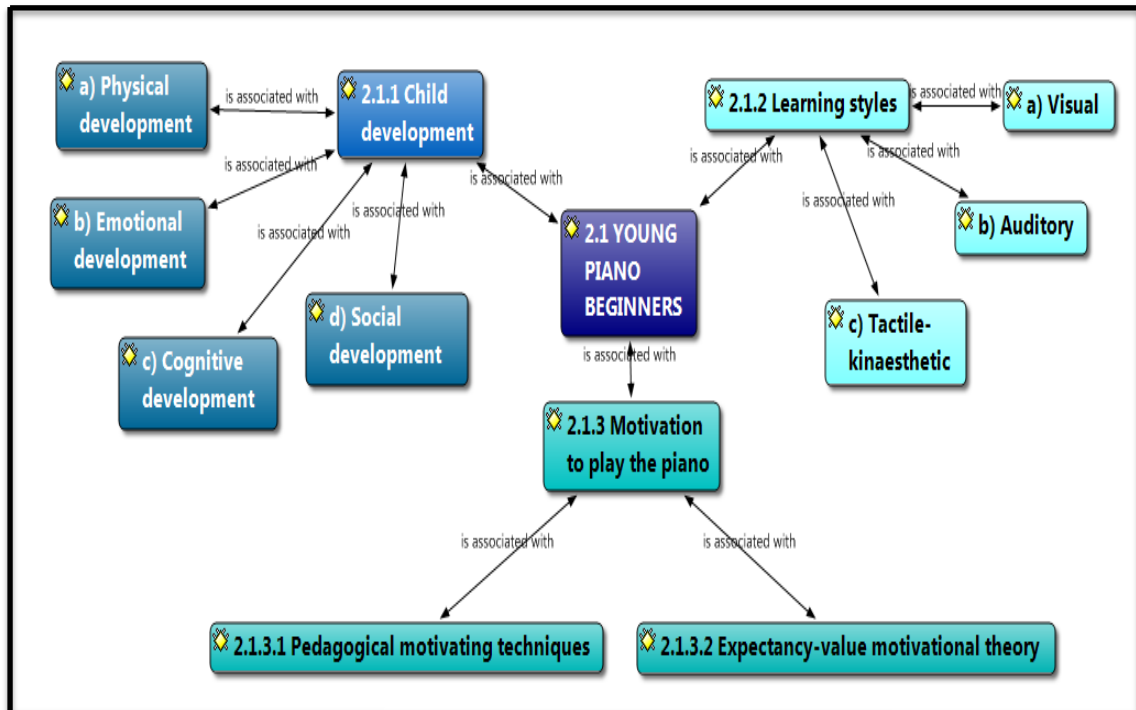 a) Physical
development
is associated with
2.1.1 Child
development
is associated with
b) Emotional
development
is associated with
c) Cognitive
development
is associated with
d) Social
development
is associated with
2.1 YOUNG
PIANO
BEGINNERS
is associated with
2.1.2 Learning styles
is associated with
a) Visual
is associated with
b) Auditory
is associated with
c) Tactile-
kinaesthetic
is associated with
2.1.3 Motivation
to play the piano
is associated with
is associated with
2.1.3.1 Pedagogical motivating techniques
2.1.3.2 Expectancy-value motivational theory